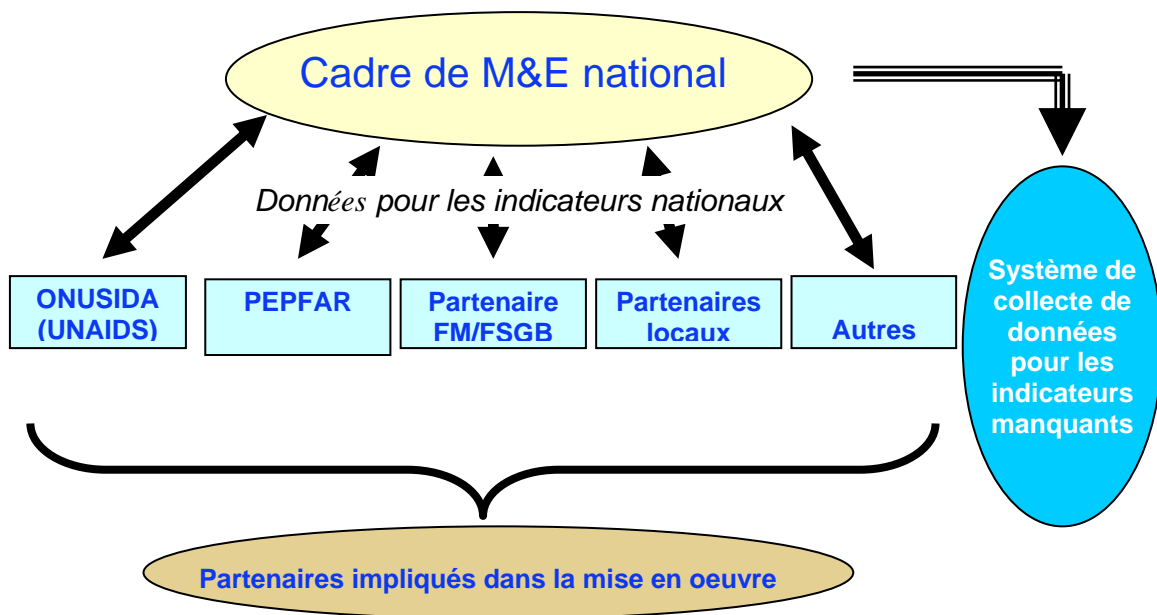 Cadre de M&E national
Données pour les indicateurs nationaux
ONUSIDA
(UNAIDS)
PEPFAR
Partenaire
FM/FSGB
Partenaires
locaux
Autres
Système de
collecte de
données
pour les
indicateurs
manquants
Partenaires impliqués dans la mise en oeuvre